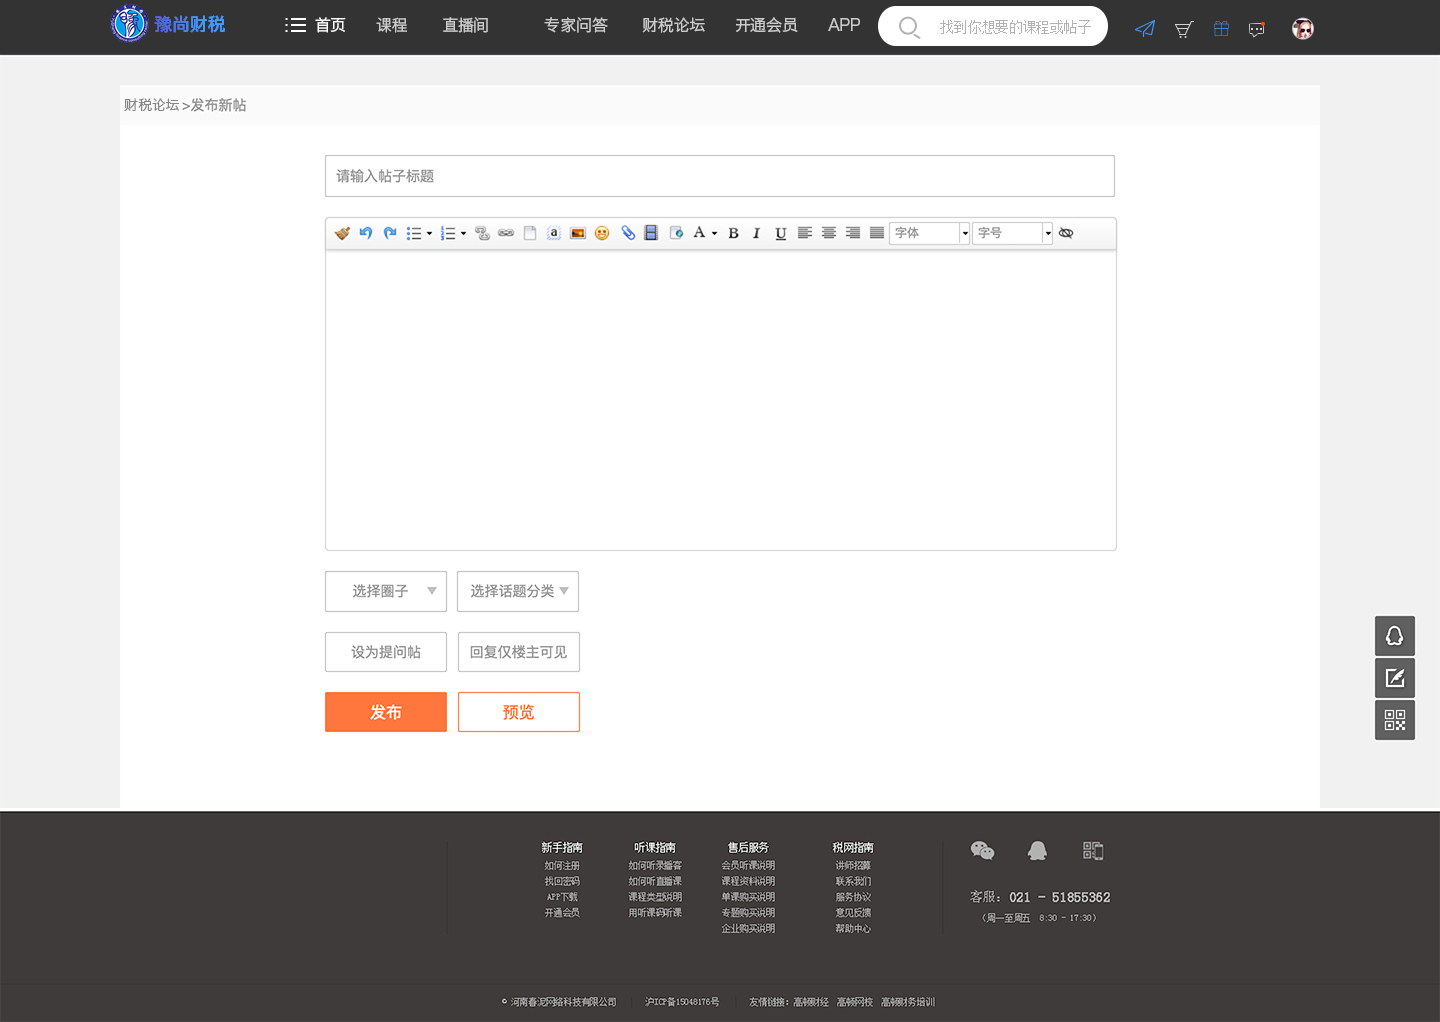 豫尚财税 首页 课程 直播间 专家问答 财税论坛 开通会员 APP 找到你想要的课程或帖子
财税论坛 >发布新帖
请输入帖子标题
A B I U 字体 字号
选择圈子 选择话题分类
设为提问帖 回复仅楼主可见
发布 预览
新手指南 听课指南 售后服务 税网指南
如何注册 如何听录播客 会员听课说明 讲师招募
找回密码 如何听直播课 课程资料说明 联系我们
APP下载 课程类型说明 单课购买说明 服务协议
开通会员 用听课码听课 专题购买说明 意见反馈
企业购买说明 帮助中心
客服：021 - 51855362
（周一至周五 8:30 - 17:30）
© 河南春泥网络科技有限公司 沪ICP备15048176号 友情链接：高顿财经 高顿网校 高顿财务培训